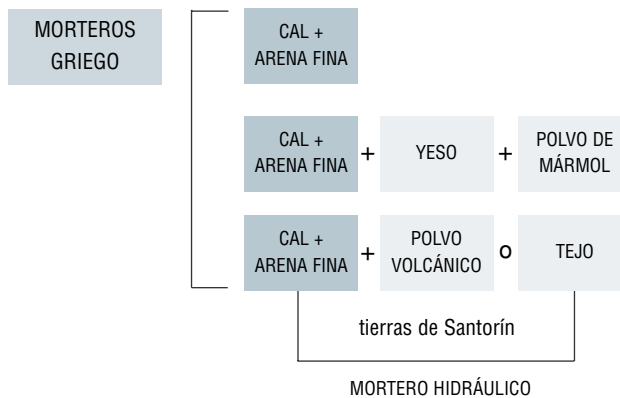 MORTEROS
GRIEGO
CAL +
ARENA FINA
CAL +
ARENA FINA
+
YESO
+
POLVO DE
MÁRMOL
CAL +
ARENA FINA
+
POLVO
VOLCÁNICO
o
TEJO
tierras de Santorín
MORTERO HIDRÁULICO